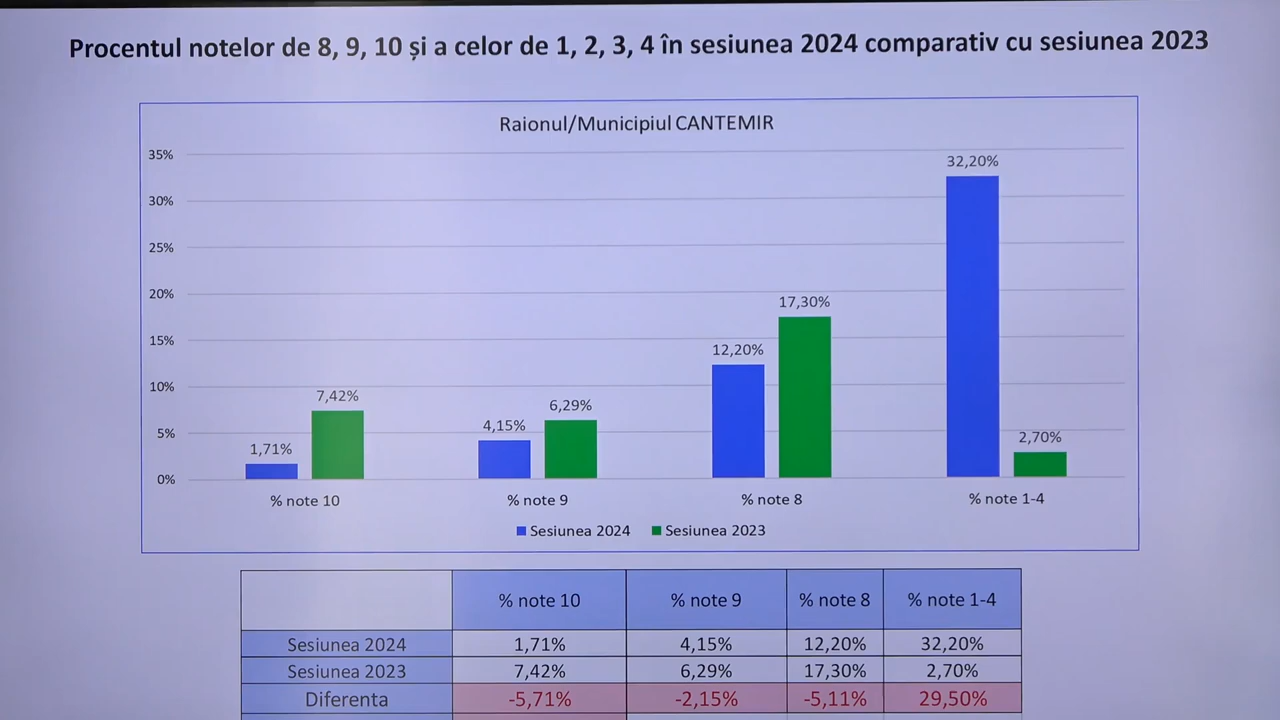 Procentul notelor de 8, 9, 10 și a celor de 1, 2, 3, 4 în sesiunea 2024 comparativ cu sesiunea 2023
Raionul/Municipiul CANTEMIR
35%
30%
25%
20%
15%
10%
5%
0%
1,71%
7,42%
4,15%
6,29%
12,20%
17,30%
32,20%
2,70%
% note 10
% note 9
% note 8
% note 1-4
Sesiunea 2024 Sesiunea 2023
% note 10 % note 9 % note 8 % note 1-4
Sesiunea 2024 1,71% 4,15% 12,20% 32,20%
Sesiunea 2023 7,42% 6,29% 17,30% 2,70%
Diferenta -5,71% -2,15% -5,11% 29,50%